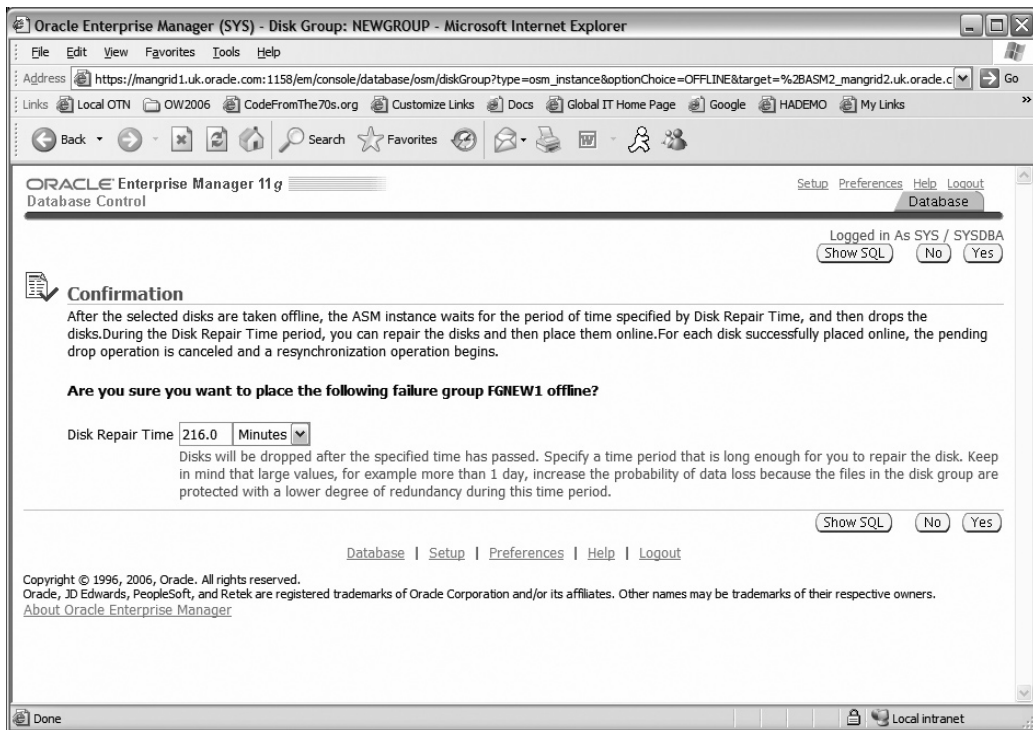 Oracle Enterprise Manager (SYS) - Disk Group: NEWGROUP - Microsoft Internet Explorer
File Edit View Favorites Tools Help
Address https://mangrid1.uk.oracle.com:1158/em/console/database/osm/diskGroup?type=osm_instance&optionChoice=OFFLINE&target=%2BASM2_mangrid2.uk.oracle.c Go
Links Local OTN OW2006 CodeFromThe70s.org Customize Links Docs Global IT Home Page Google HADEMO My Links »
Back Search Favorites
ORACLE Enterprise Manager 11g
Setup Preferences Help Logout
Database Control
Database
Logged in As SYS / SYSDBA
Show SQL No Yes
Confirmation
After the selected disks are taken offline, the ASM instance waits for the period of time specified by Disk Repair Time, and then drops the
disks.During the Disk Repair Time period, you can repair the disks and then place them online.For each disk successfully placed online, the pending
drop operation is canceled and a resynchronization operation begins.
Are you sure you want to place the following failure group FGNEW1 offline?
Disk Repair Time 216.0 Minutes
Disks will be dropped after the specified time has passed. Specify a time period that is long enough for you to repair the disk. Keep
in mind that large values, for example more than 1 day, increase the probability of data loss because the files in the disk group are
protected with a lower degree of redundancy during this time period.
Show SQL No Yes
Database | Setup | Preferences | Help | Logout
Copyright © 1996, 2006, Oracle. All rights reserved.
Oracle, JD Edwards, PeopleSoft, and Retek are registered trademarks of Oracle Corporation and/or its affiliates. Other names may be trademarks of their respective owners.
About Oracle Enterprise Manager
Done
Local intranet